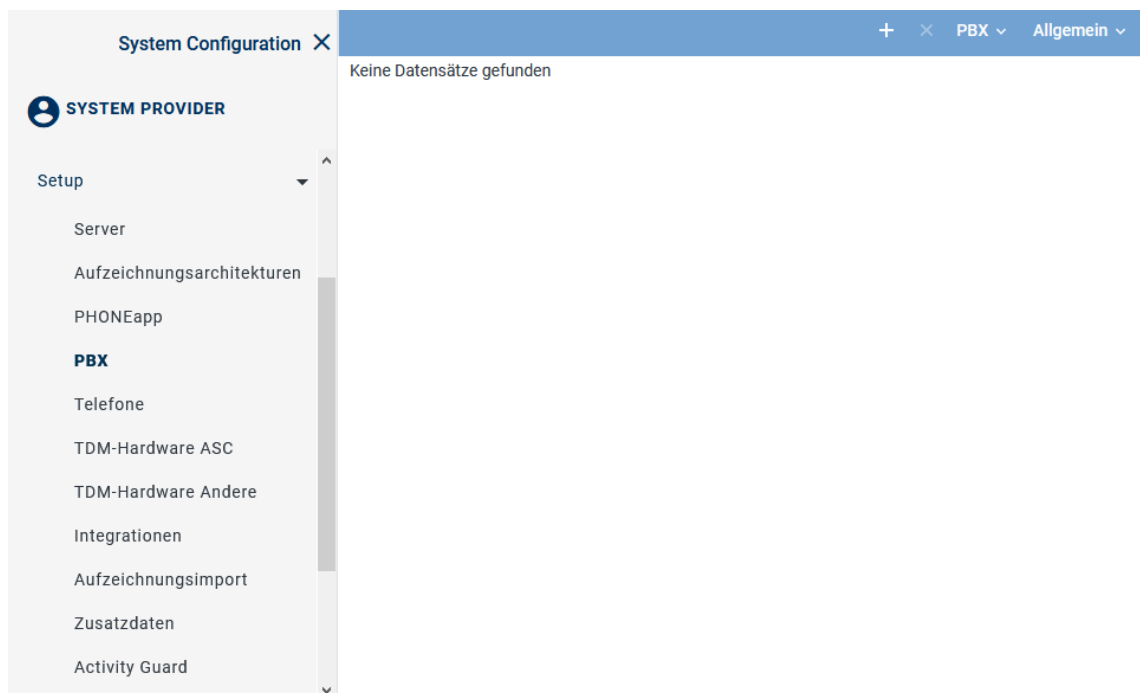 System Configuration
SYSTEM PROVIDER
Setup
Server
Aufzeichnungsarchitekturen
PHONEapp
PBX
Telefone
TDM-Hardware ASC
TDM-Hardware Andere
Integrationen
Aufzeichnungsimport
Zusatzdaten
Activity Guard
PBX Allgemein
Keine Datensätze gefunden